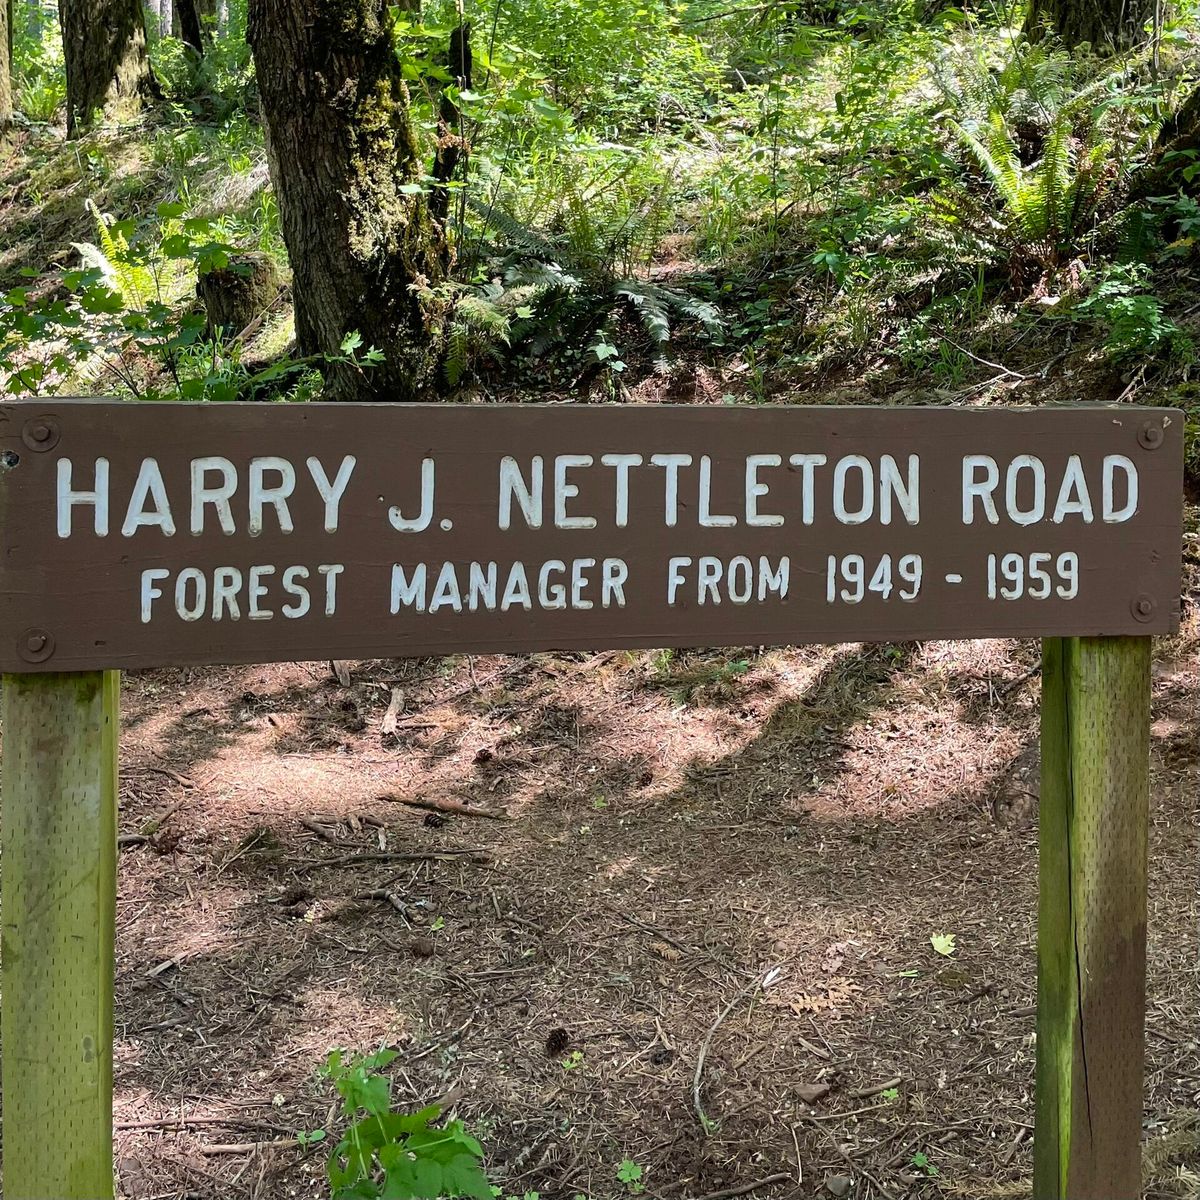 HARRY J. NETTLETON ROAD
FOREST MANAGER FROM 1949 - 1959